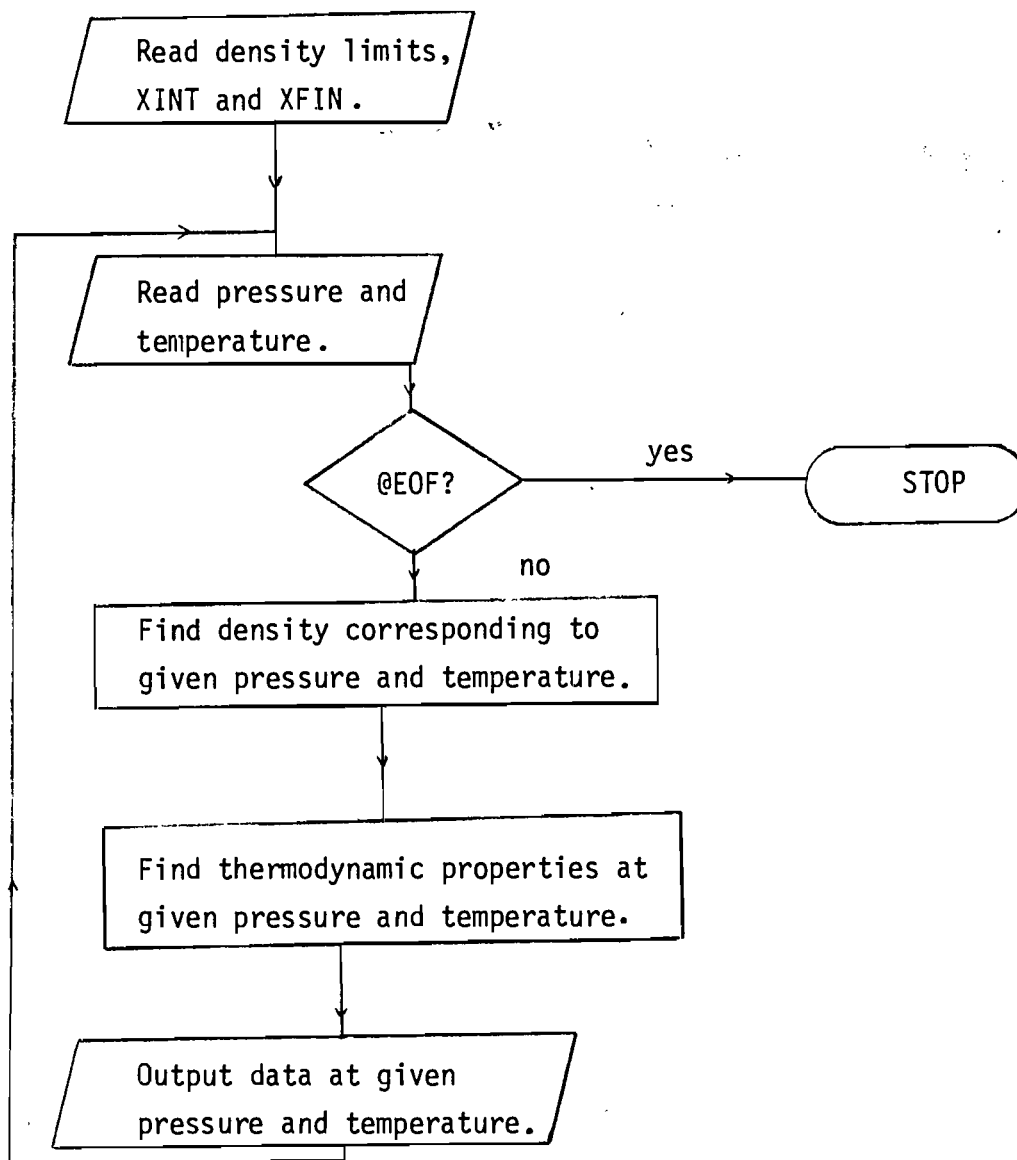 Read density limits,
XINT and XFIN.
Read pressure and
temperature.
@EOF?
yes
STOP
no
Find density corresponding to
given pressure and temperature.
Find thermodynamic properties at
given pressure and temperature.
Output data at given
pressure and temperature.